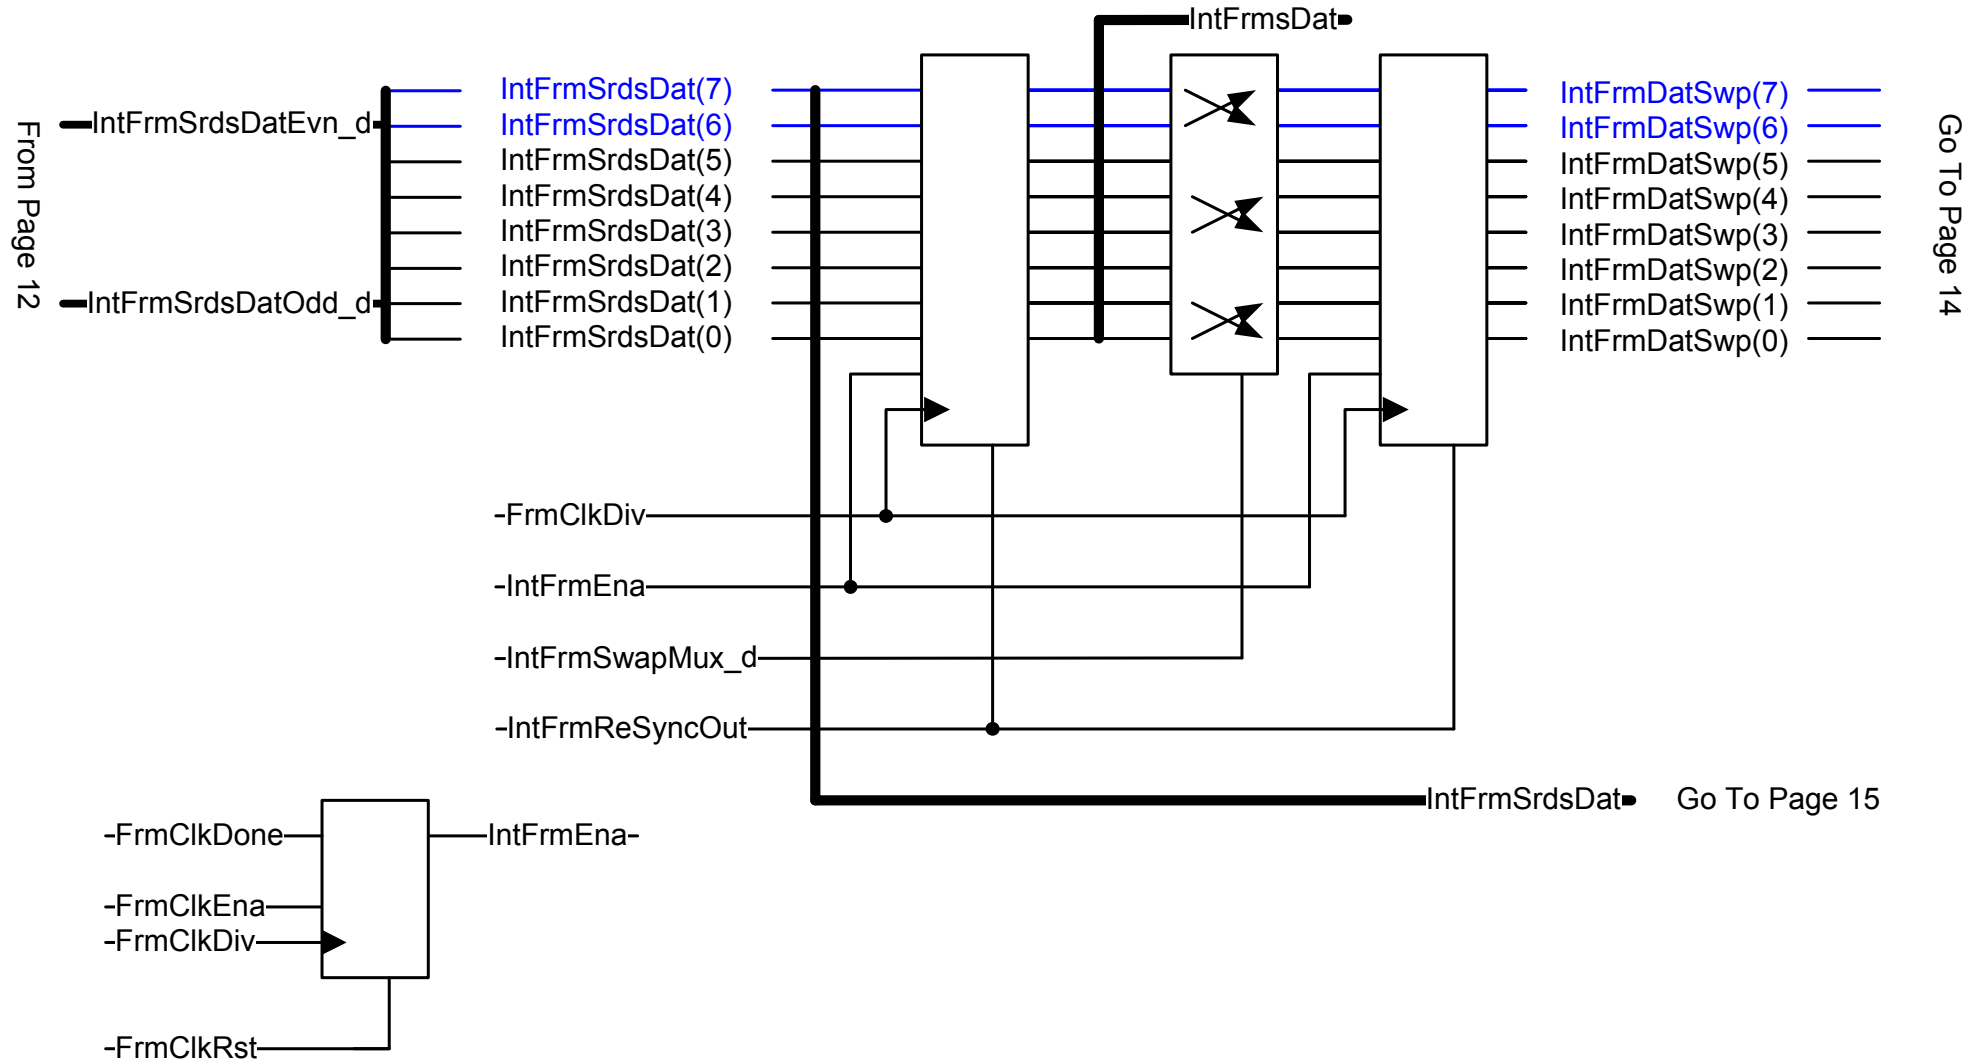 IntFrmsDat
From Page 12
IntFrmSrdsDatEvn_d
IntFrmSrdsDatOdd_d
IntFrmSrdsDat(7)
IntFrmSrdsDat(6)
IntFrmSrdsDat(5)
IntFrmSrdsDat(4)
IntFrmSrdsDat(3)
IntFrmSrdsDat(2)
IntFrmSrdsDat(1)
IntFrmSrdsDat(0)
IntFrmDatSwp(7)
IntFrmDatSwp(6)
IntFrmDatSwp(5)
IntFrmDatSwp(4)
IntFrmDatSwp(3)
IntFrmDatSwp(2)
IntFrmDatSwp(1)
IntFrmDatSwp(0)
Go To Page 14
FrmClkDiv
IntFrmEna
IntFrmSwapMux_d
IntFrmReSyncOut
IntFrmSrdsDat
Go To Page 15
FrmClkDone
IntFrmEna
FrmClkEna
FrmClkDiv
FrmClkRst